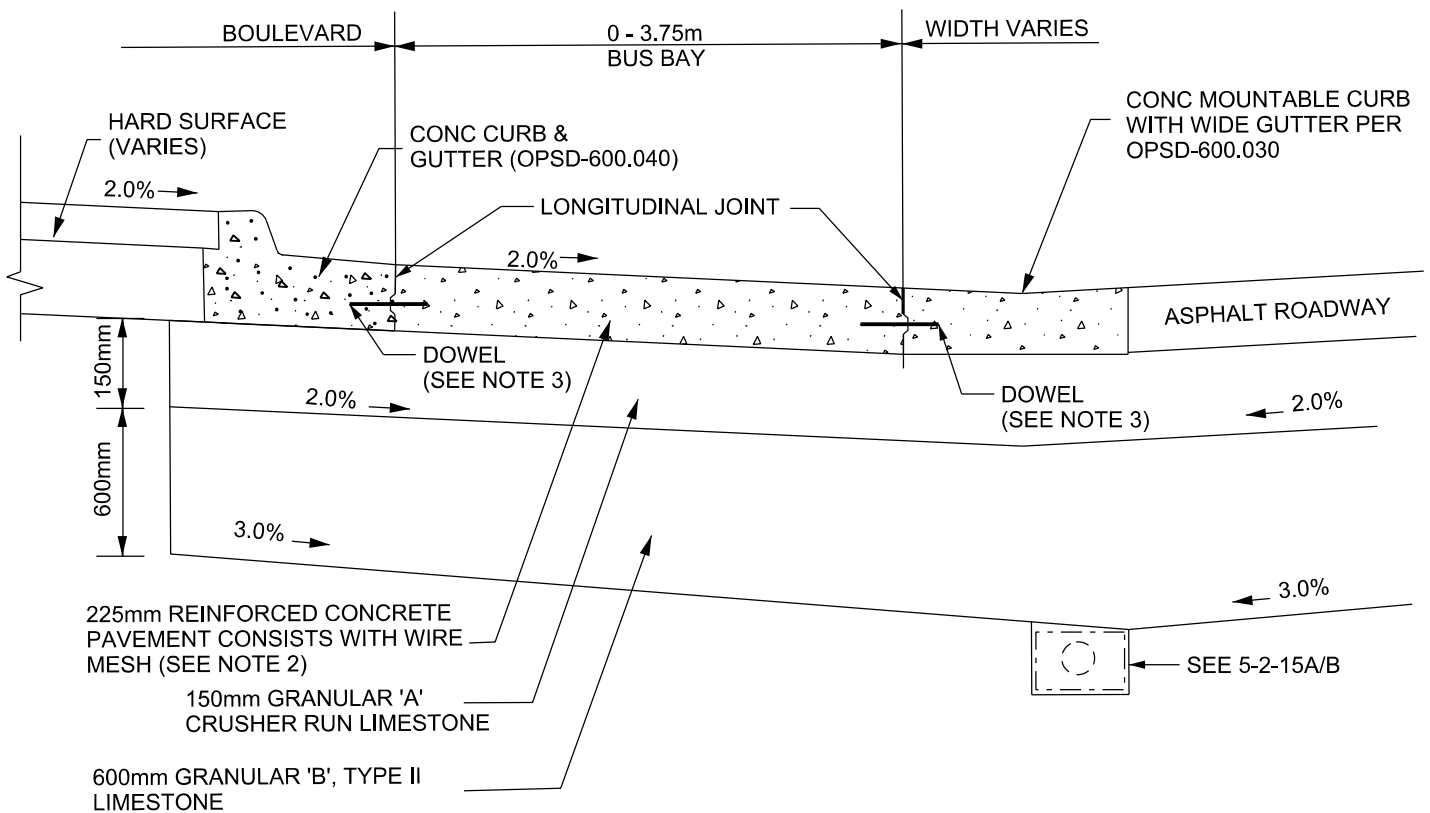 BOULEVARD
0 - 3.75m
BUS BAY
WIDTH VARIES
HARD SURFACE
(VARIES)
CONC CURB &
GUTTER (OPSD-600.040)
CONC MOUNTABLE CURB
WITH WIDE GUTTER PER
OPSD-600.030
2.0%
LONGITUDINAL JOINT
2.0%
ASPHALT ROADWAY
150mm
DOWEL
(SEE NOTE 3)
DOWEL
(SEE NOTE 3)
2.0%
2.0%
600mm
3.0%
3.0%
225mm REINFORCED CONCRETE
PAVEMENT CONSISTS WITH WIRE
MESH (SEE NOTE 2)
SEE 5-2-15A/B
150mm GRANULAR 'A'
CRUSHER RUN LIMESTONE
600mm GRANULAR 'B', TYPE II
LIMESTONE